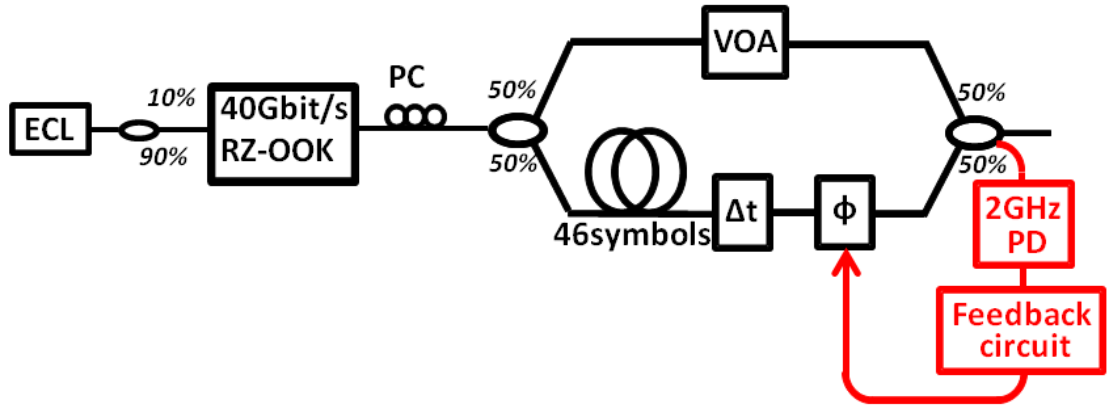 ECL
10%
90%
40Gbit/s
RZ-OOK
PC
50%
50%
VOA
46symbols
Δt
ϕ
50%
50%
2GHz
PD
Feedback
circuit